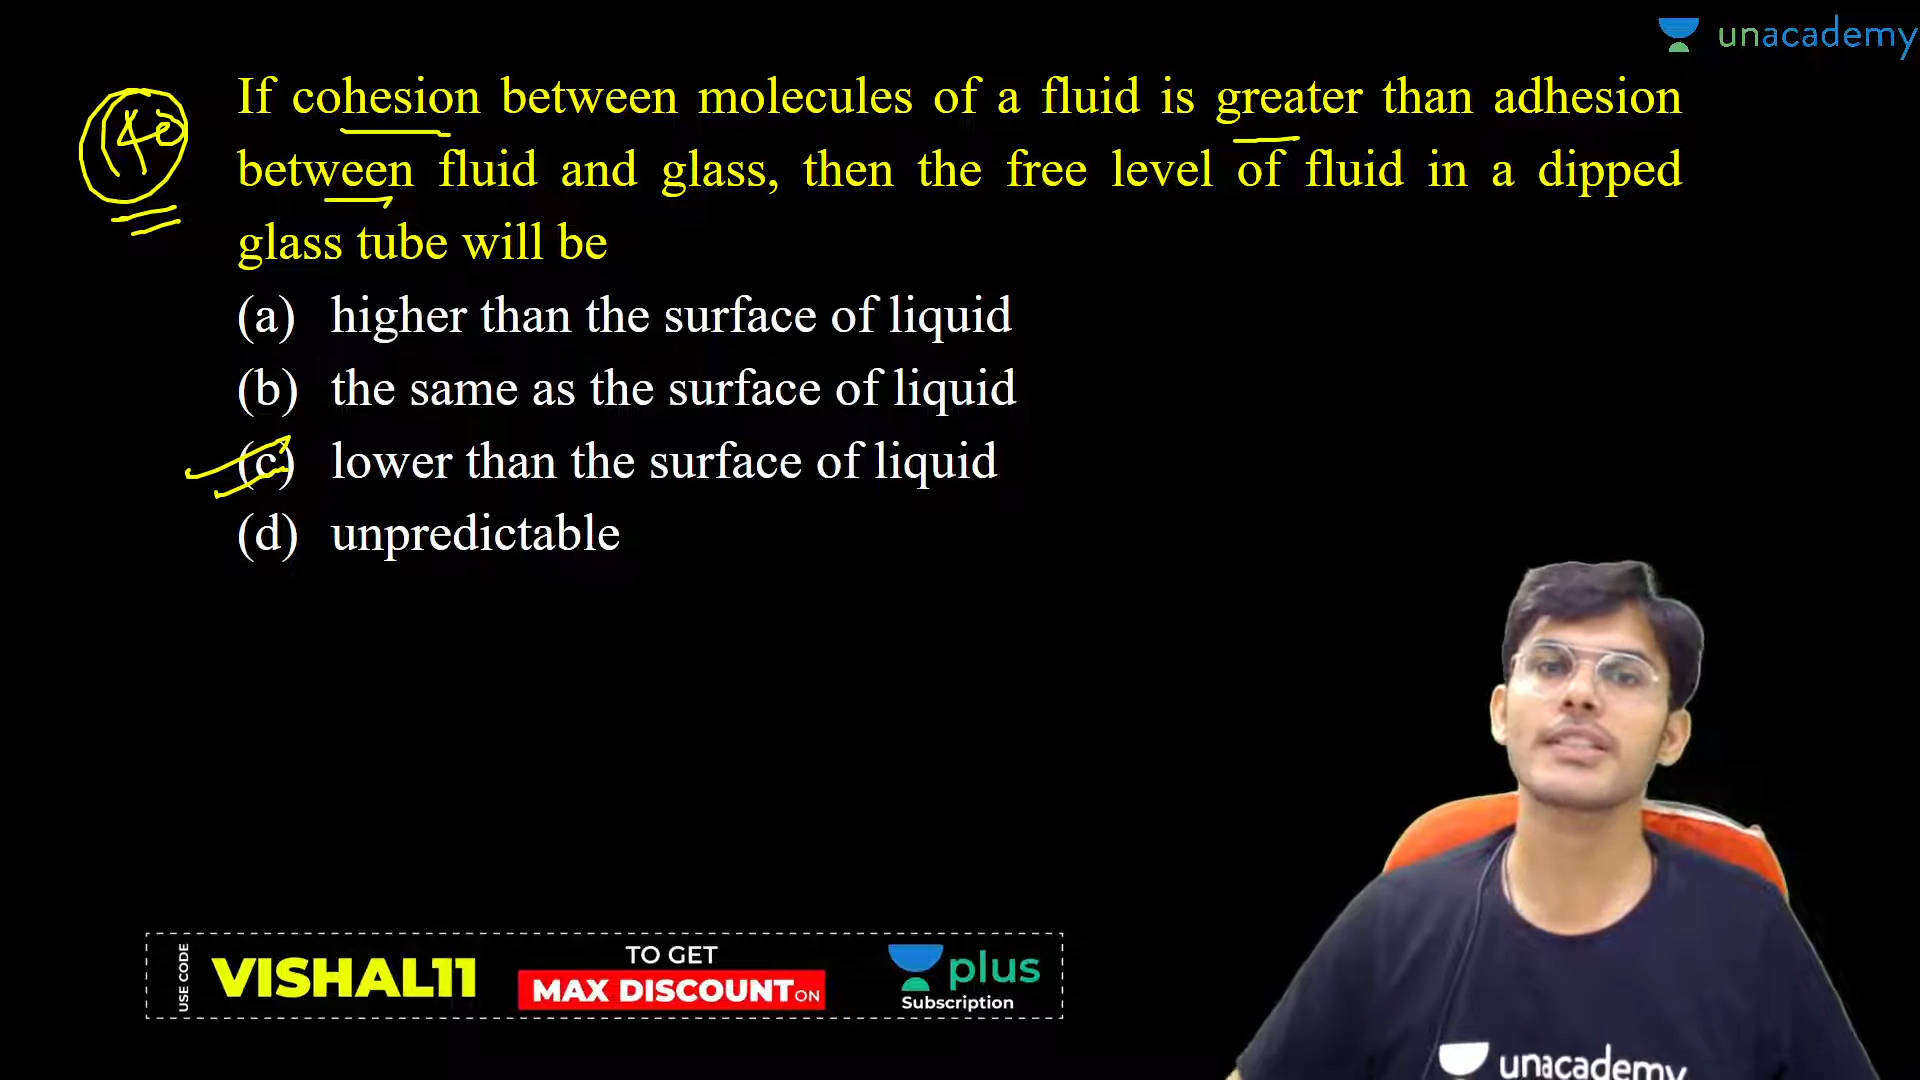 unacademy
(40
If cohesion between molecules of a fluid is greater than adhesion
between fluid and glass, then the free level of fluid in a dipped
glass tube will be
(a) higher than the surface of liquid
(b) the same as the surface of liquid
(c) lower than the surface of liquid
(d) unpredictable
USE CODE
VISHAL11
TO GET
MAX DISCOUNT ON
plus
Subscription
unacademy